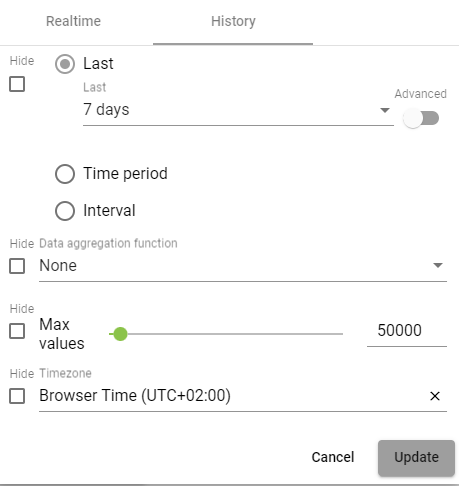 Realtime History
Hide
Last
Last
7 days
Advanced
Time period
Interval
Hide Data aggregation function
None
Hide
Max
values
50000
Hide Timezone
Browser Time (UTC+02:00)
Cancel Update